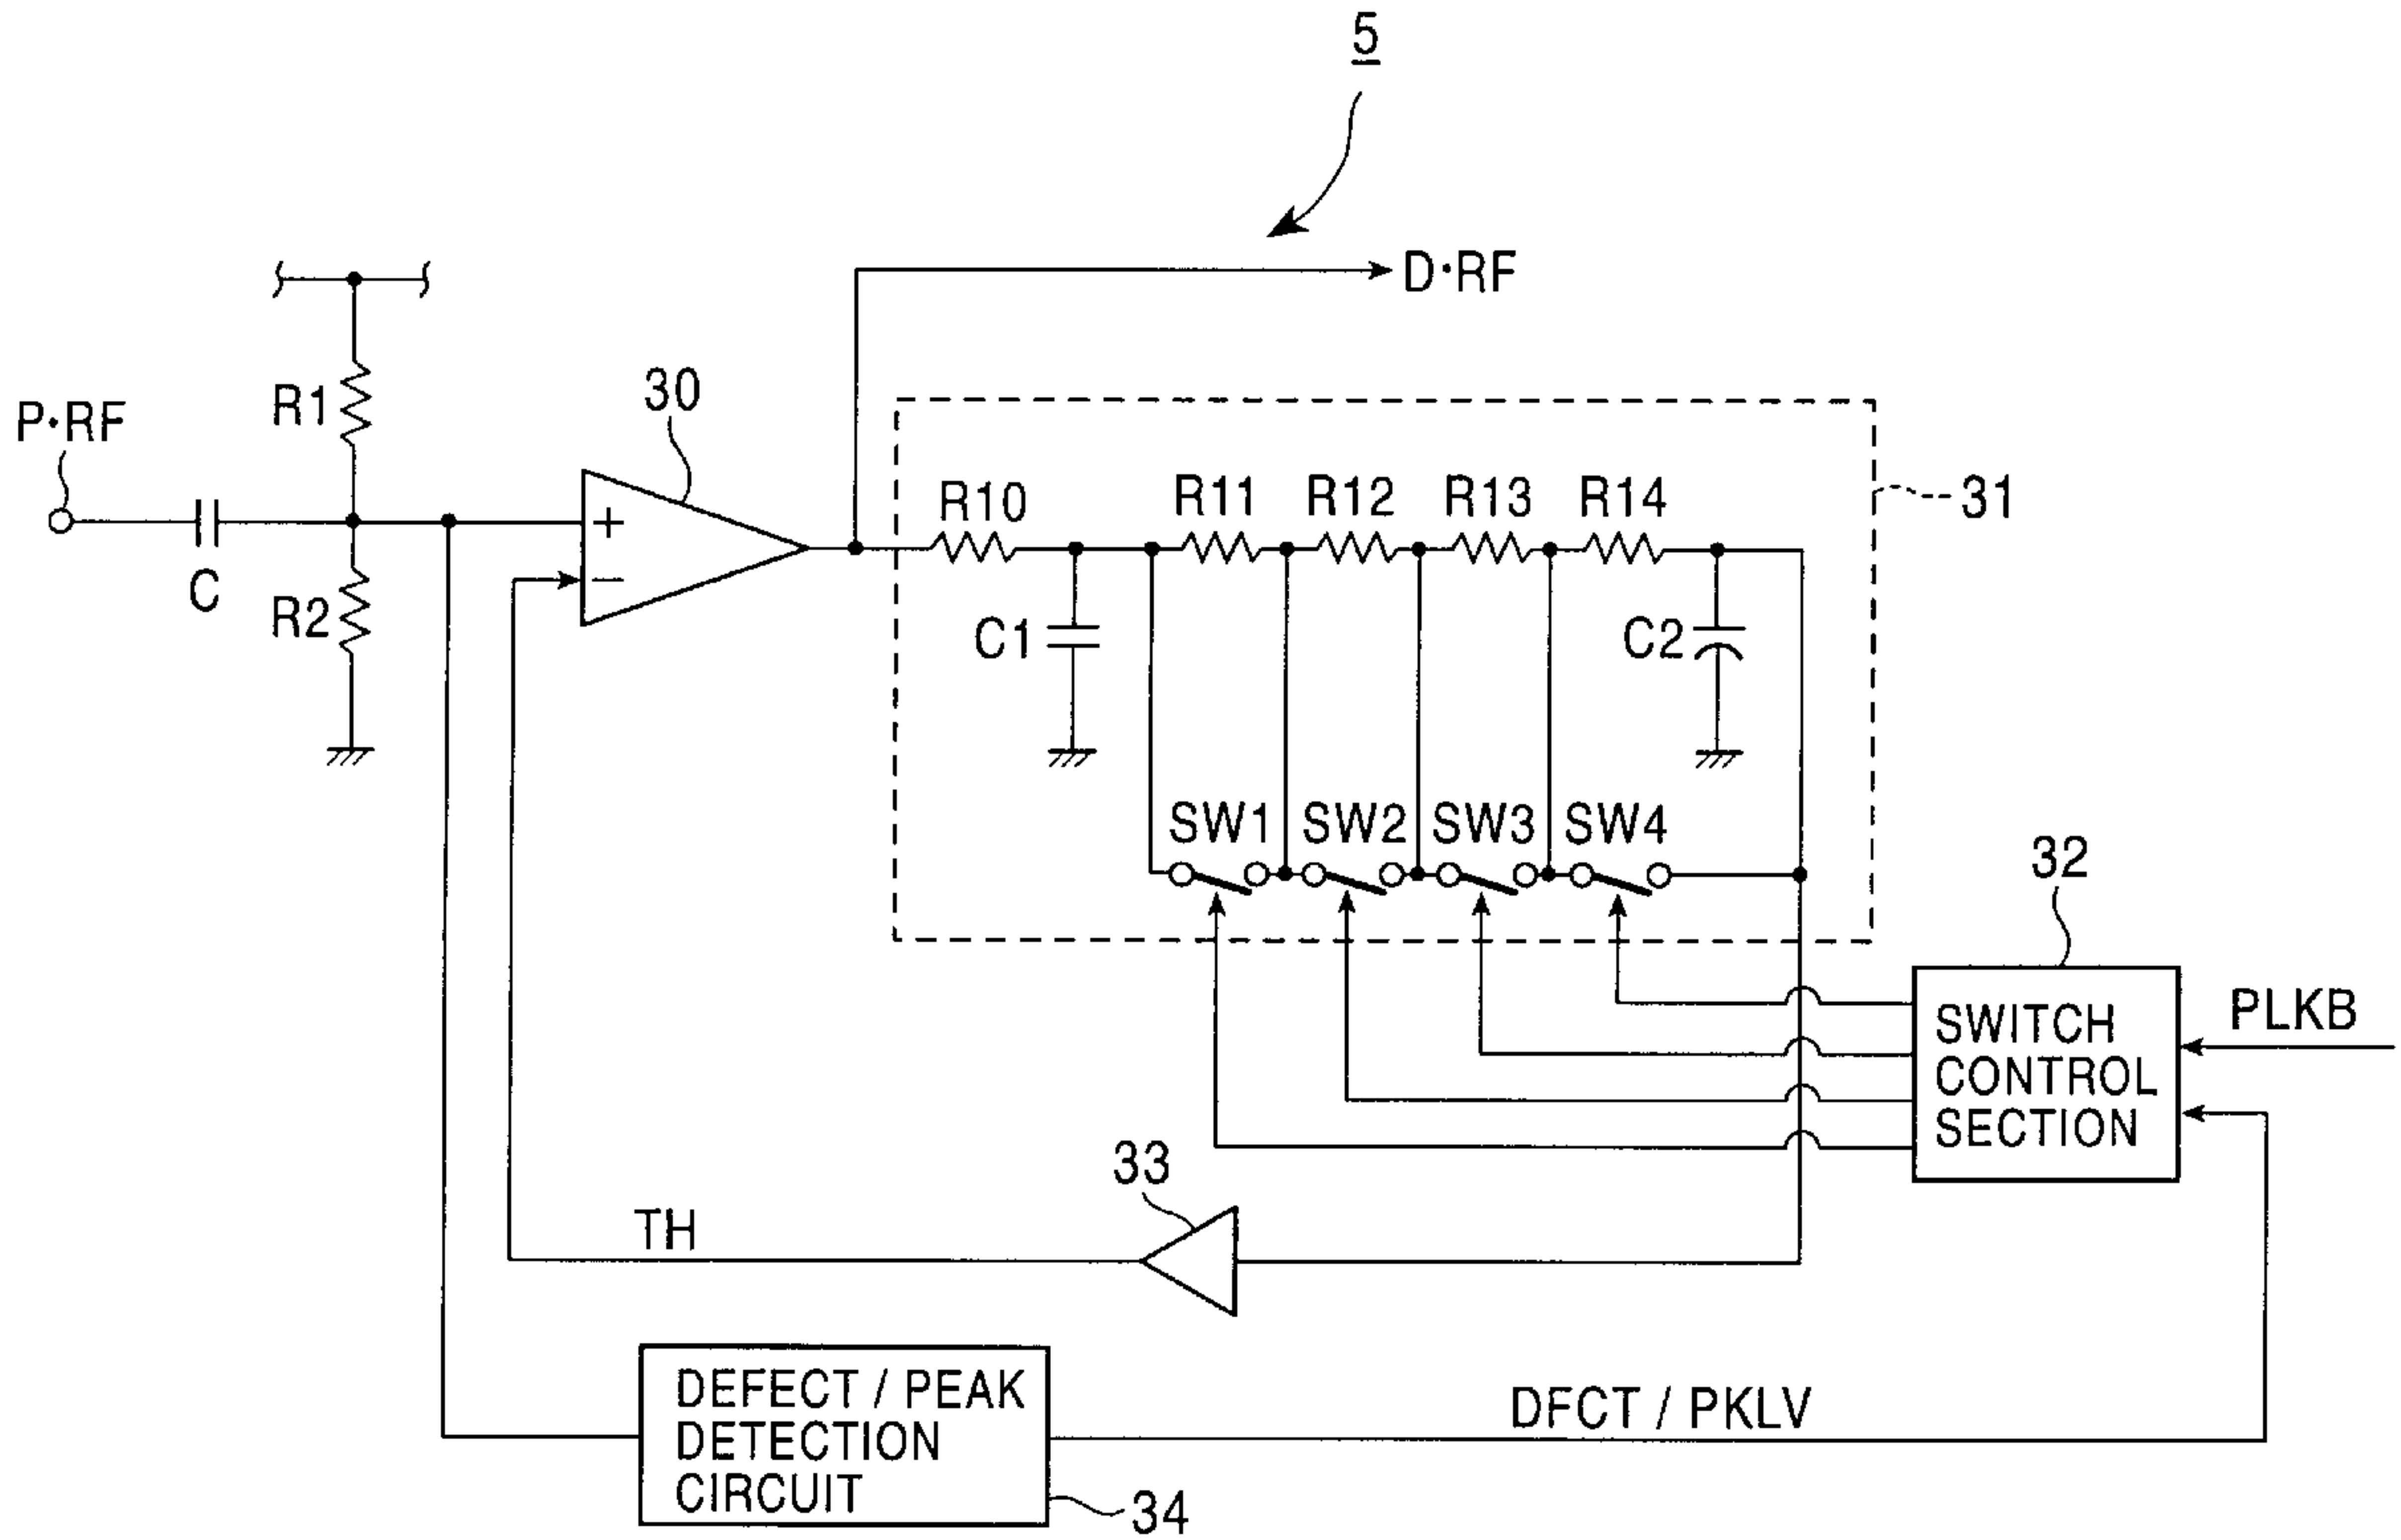 5
D·RF
R1
30
P·RF
R10
R11
R12
R13
R14
31
C
R2
C1
C2
SW1
SW2
SW3
SW4
32
PLKB
SWITCH
CONTROL
SECTION
33
TH
DEFECT / PEAK
DETECTION
CIRCUIT
DFCT / PKLV
34